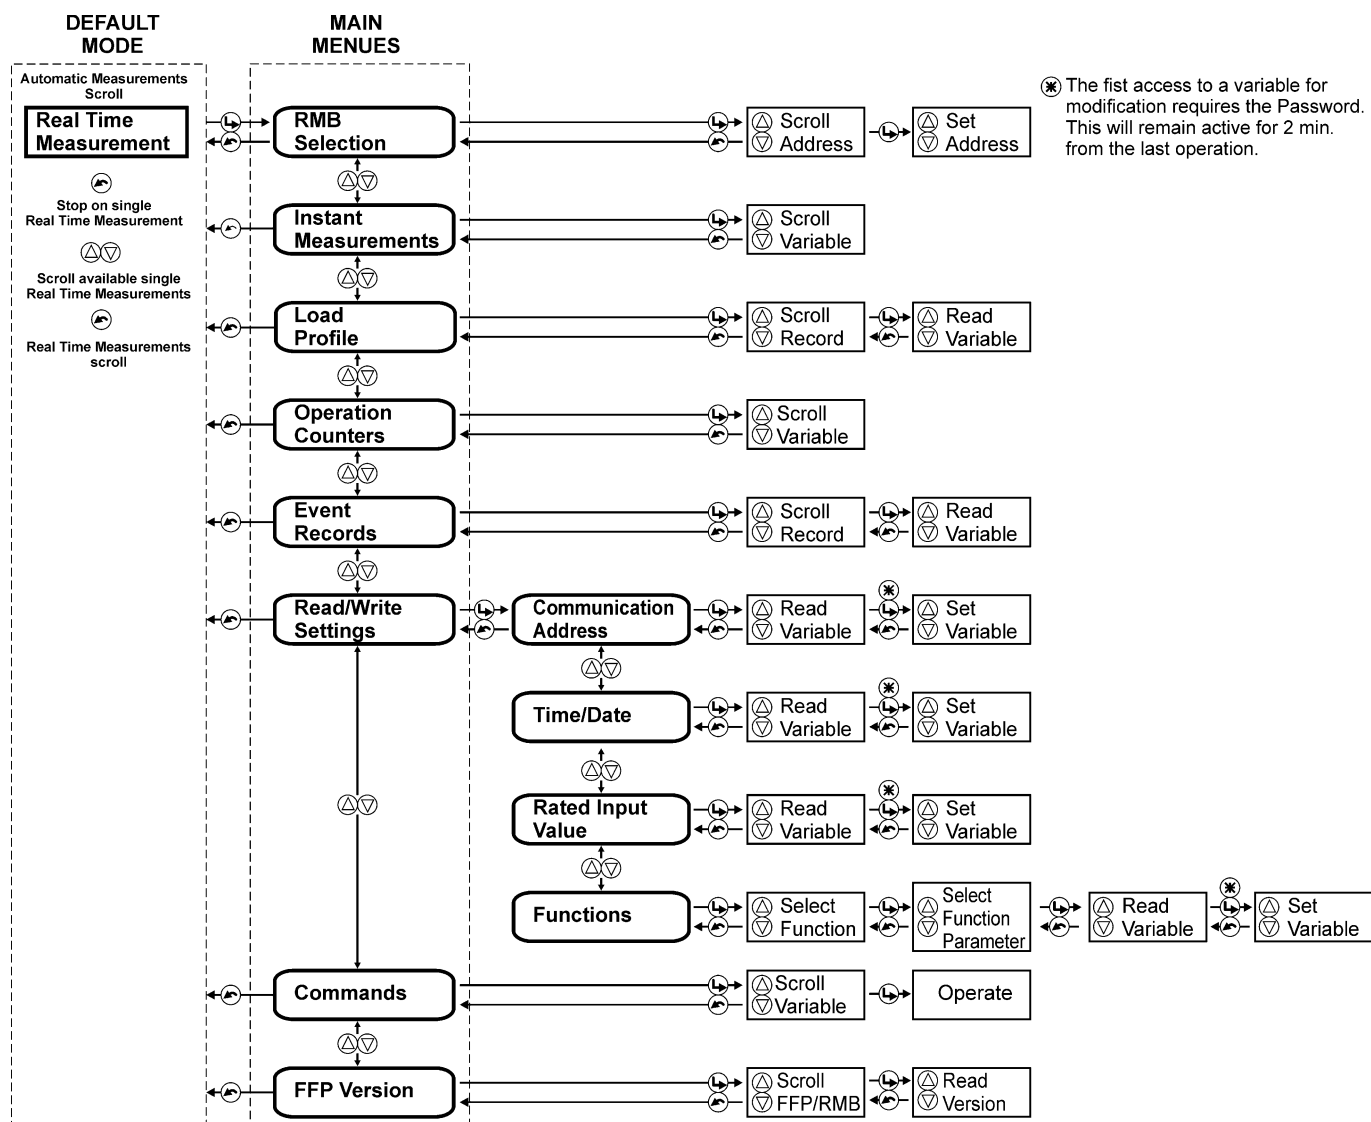 DEFAULT
MODE
MAIN
MENUES
Automatic Measurements
Scroll
Real Time
Measurement
Stop on single
Real Time Measurement
Scroll available single
Real Time Measurements
Real Time Measurements
scroll
RMB
Selection
Scroll
Address
Set
Address
The fist access to a variable for
modification requires the Password.
This will remain active for 2 min.
from the last operation.
Instant
Measurements
Scroll
Variable
Load
Profile
Scroll
Record
Read
Variable
Operation
Counters
Scroll
Variable
Event
Records
Scroll
Record
Read
Variable
Read/Write
Settings
Communication
Address
Read
Variable
Set
Variable
Time/Date
Read
Variable
Set
Variable
Rated Input
Value
Read
Variable
Set
Variable
Functions
Select
Function
Select
Function
Parameter
Read
Variable
Set
Variable
Commands
Scroll
Variable
Operate
FFP Version
Scroll
FFP/RMB
Read
Version